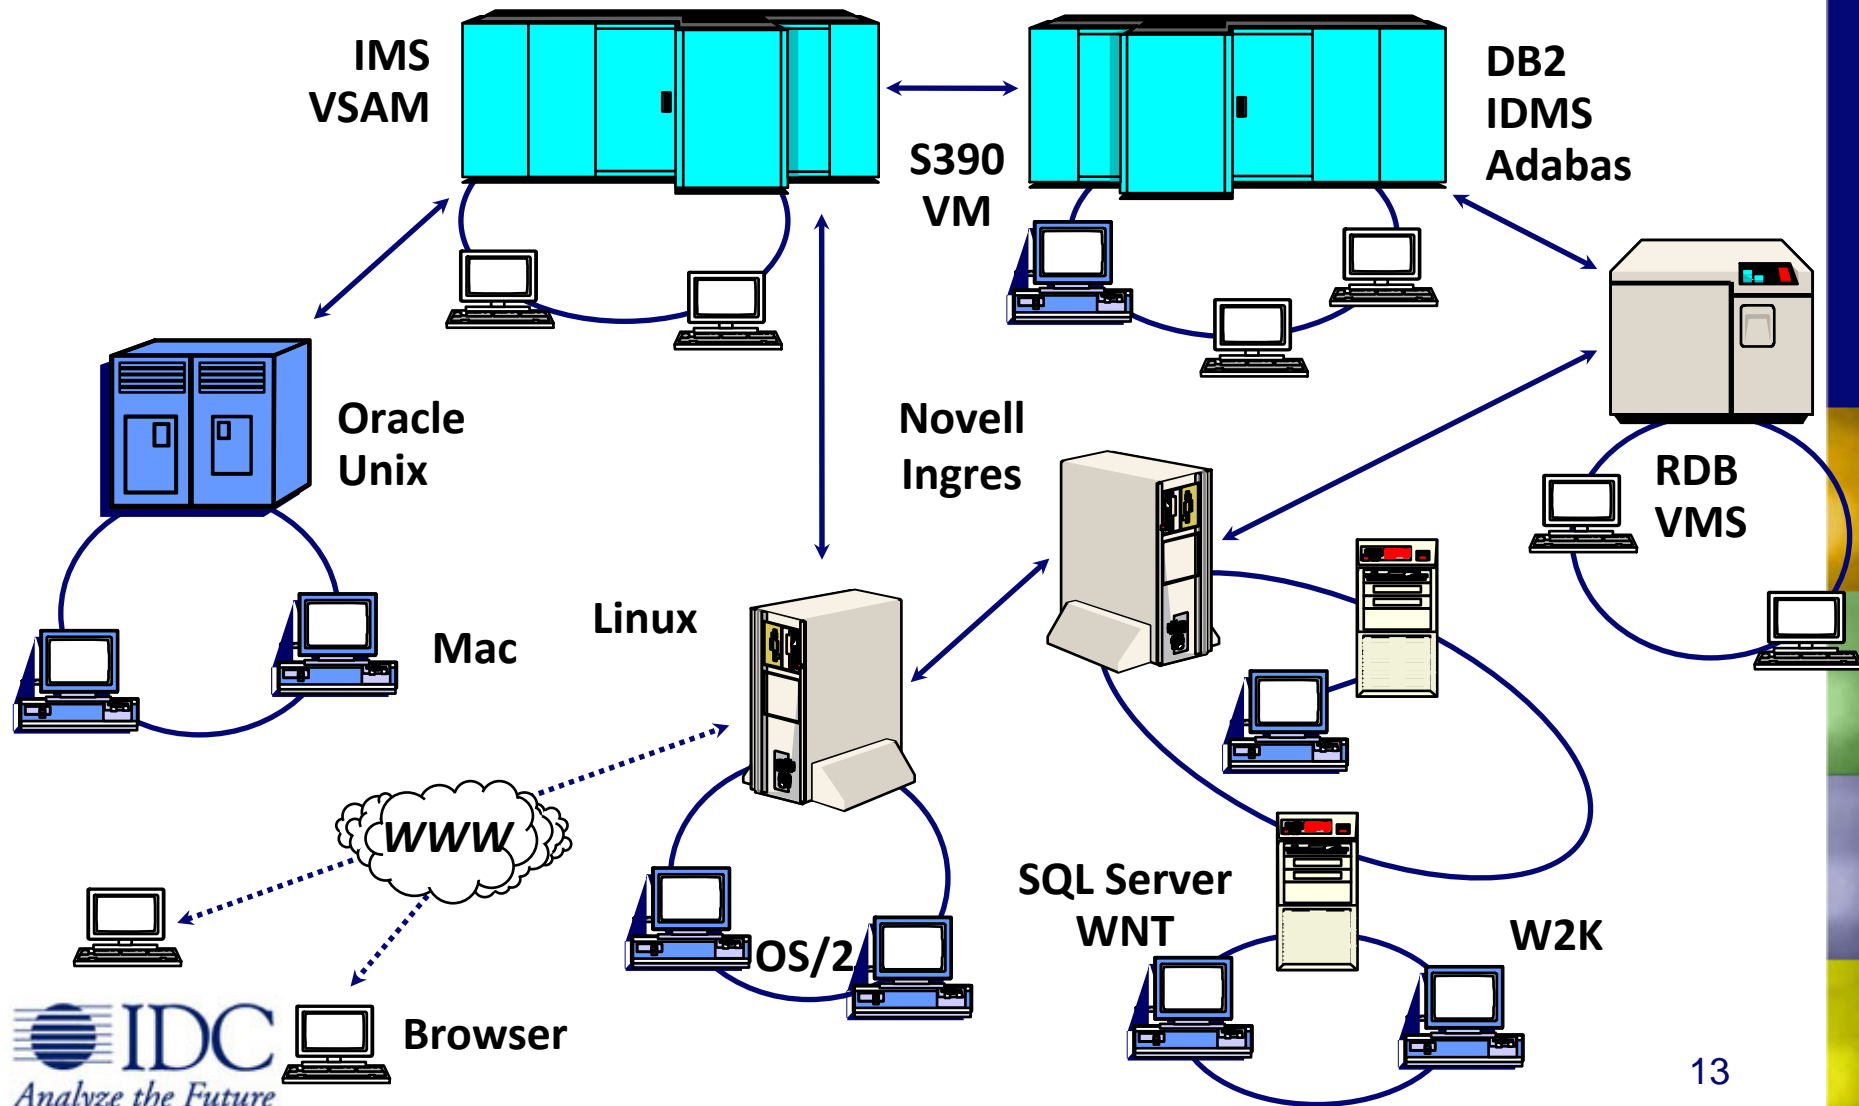 IMS
VSAM
DB2
IDMS
Adabas
S390
VM
Oracle
Unix
Novell
Ingres
RDB
VMS
Linux
Mac
WWW
SQL Server
WNT
W2K
OS/2
Browser
IDC
Analyze the Future
13